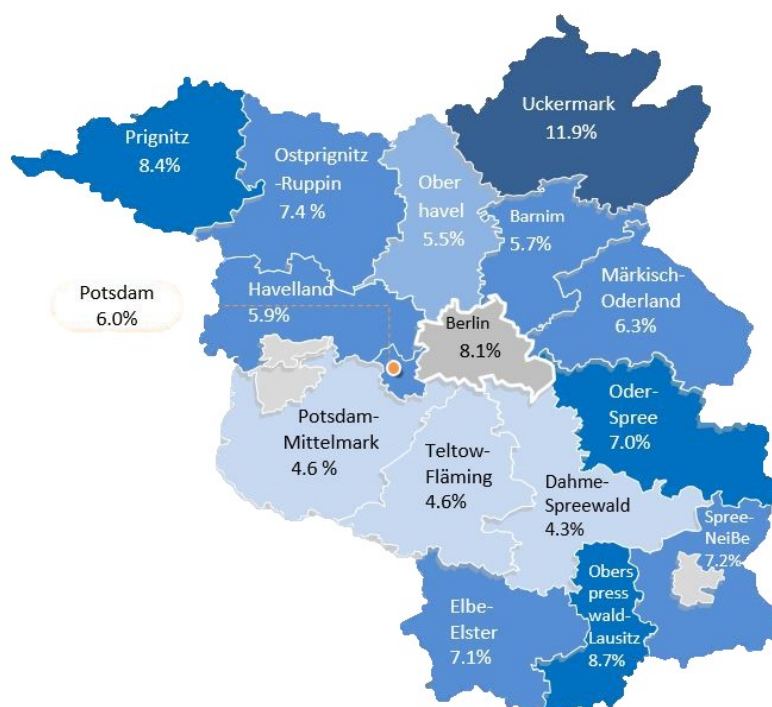 Uckermark
11.9%
Prignitz
8.4%
Ostprignitz
-Ruppin
7.4 %
Ober
havel
5.5%
Barnim
5.7%
Märkisch-
Oderland
6.3%
Potsdam
6.0%
Havelland
5.9%
Berlin
8.1%
Oder-
Spree
7.0%
Potsdam-
Mittelmark
4.6 %
Teltow-
Fläming
4.6%
Dahme-
Spreewald
4.3%
Spree-
Neiße
7.2%
Obers
press
wald-
Lausitz
8.7%
Elbe-
Elster
7.1%